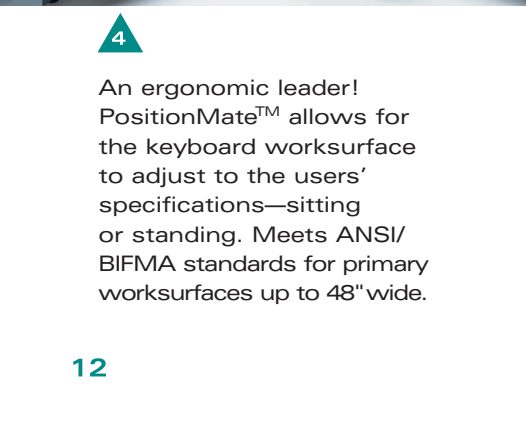 4
An ergonomic leader!
PositionMate™ allows for
the keyboard worksurface
to adjust to the users’
specifications—sitting
or standing. Meets ANSI/
BIFMA standards for primary
worksurfaces up to 48" wide.
12